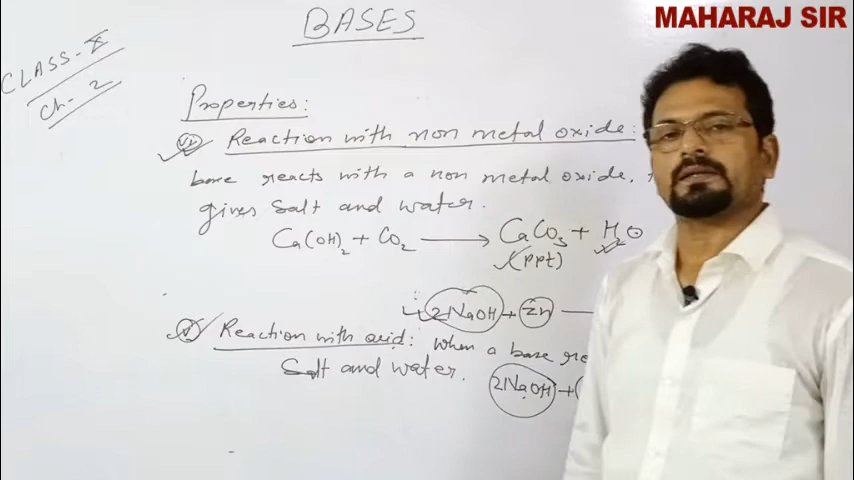 MAHARAJ SIR
BASES
CLASS-X
Ch-2
Properties:
Reaction with non metal oxide:
base reacts with a non metal oxide,
gives Salt and water.
Ca(OH)₂ + CO₂ → CaCO₃ + H₂O
(ppt)
2NaOH + Zn —
(V) Reaction with acid: When a base re
Salt and water.
2NaOH + (